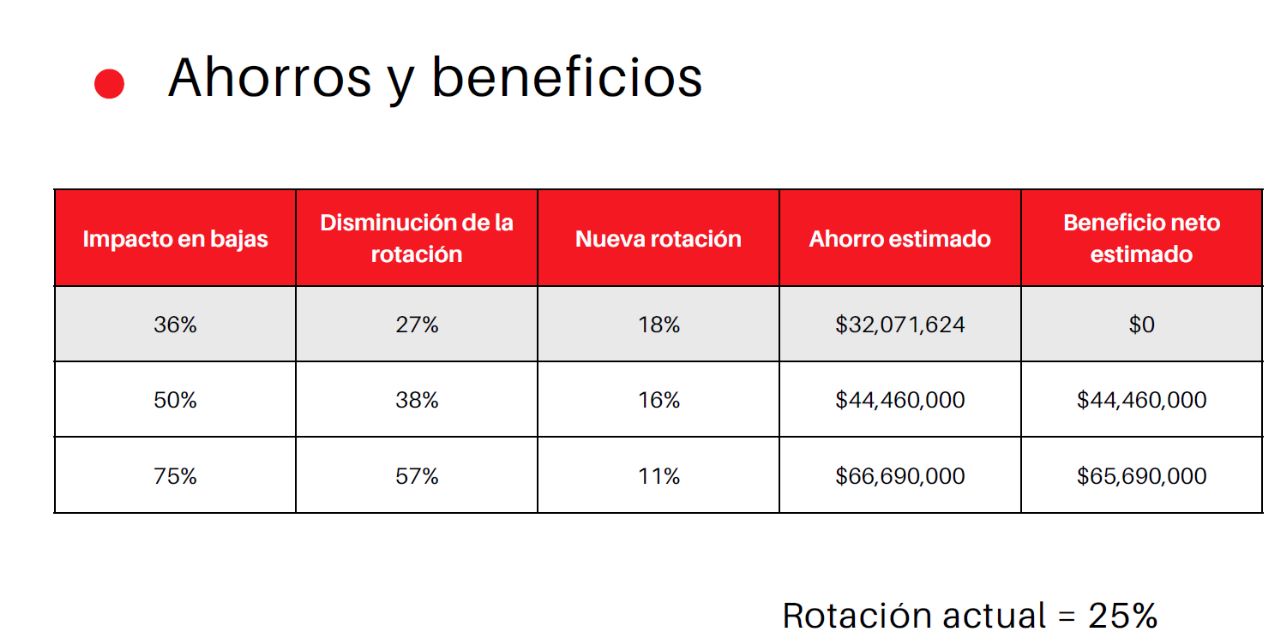 Ahorros y beneficios
Impacto en bajas
Disminución de la
rotación
Nueva rotación
Ahorro estimado
Beneficio neto
estimado
36%
27%
18%
$32,071,624
$0
50%
38%
16%
$44,460,000
$44,460,000
75%
57%
11%
$66,690,000
$65,690,000
Rotación actual = 25%